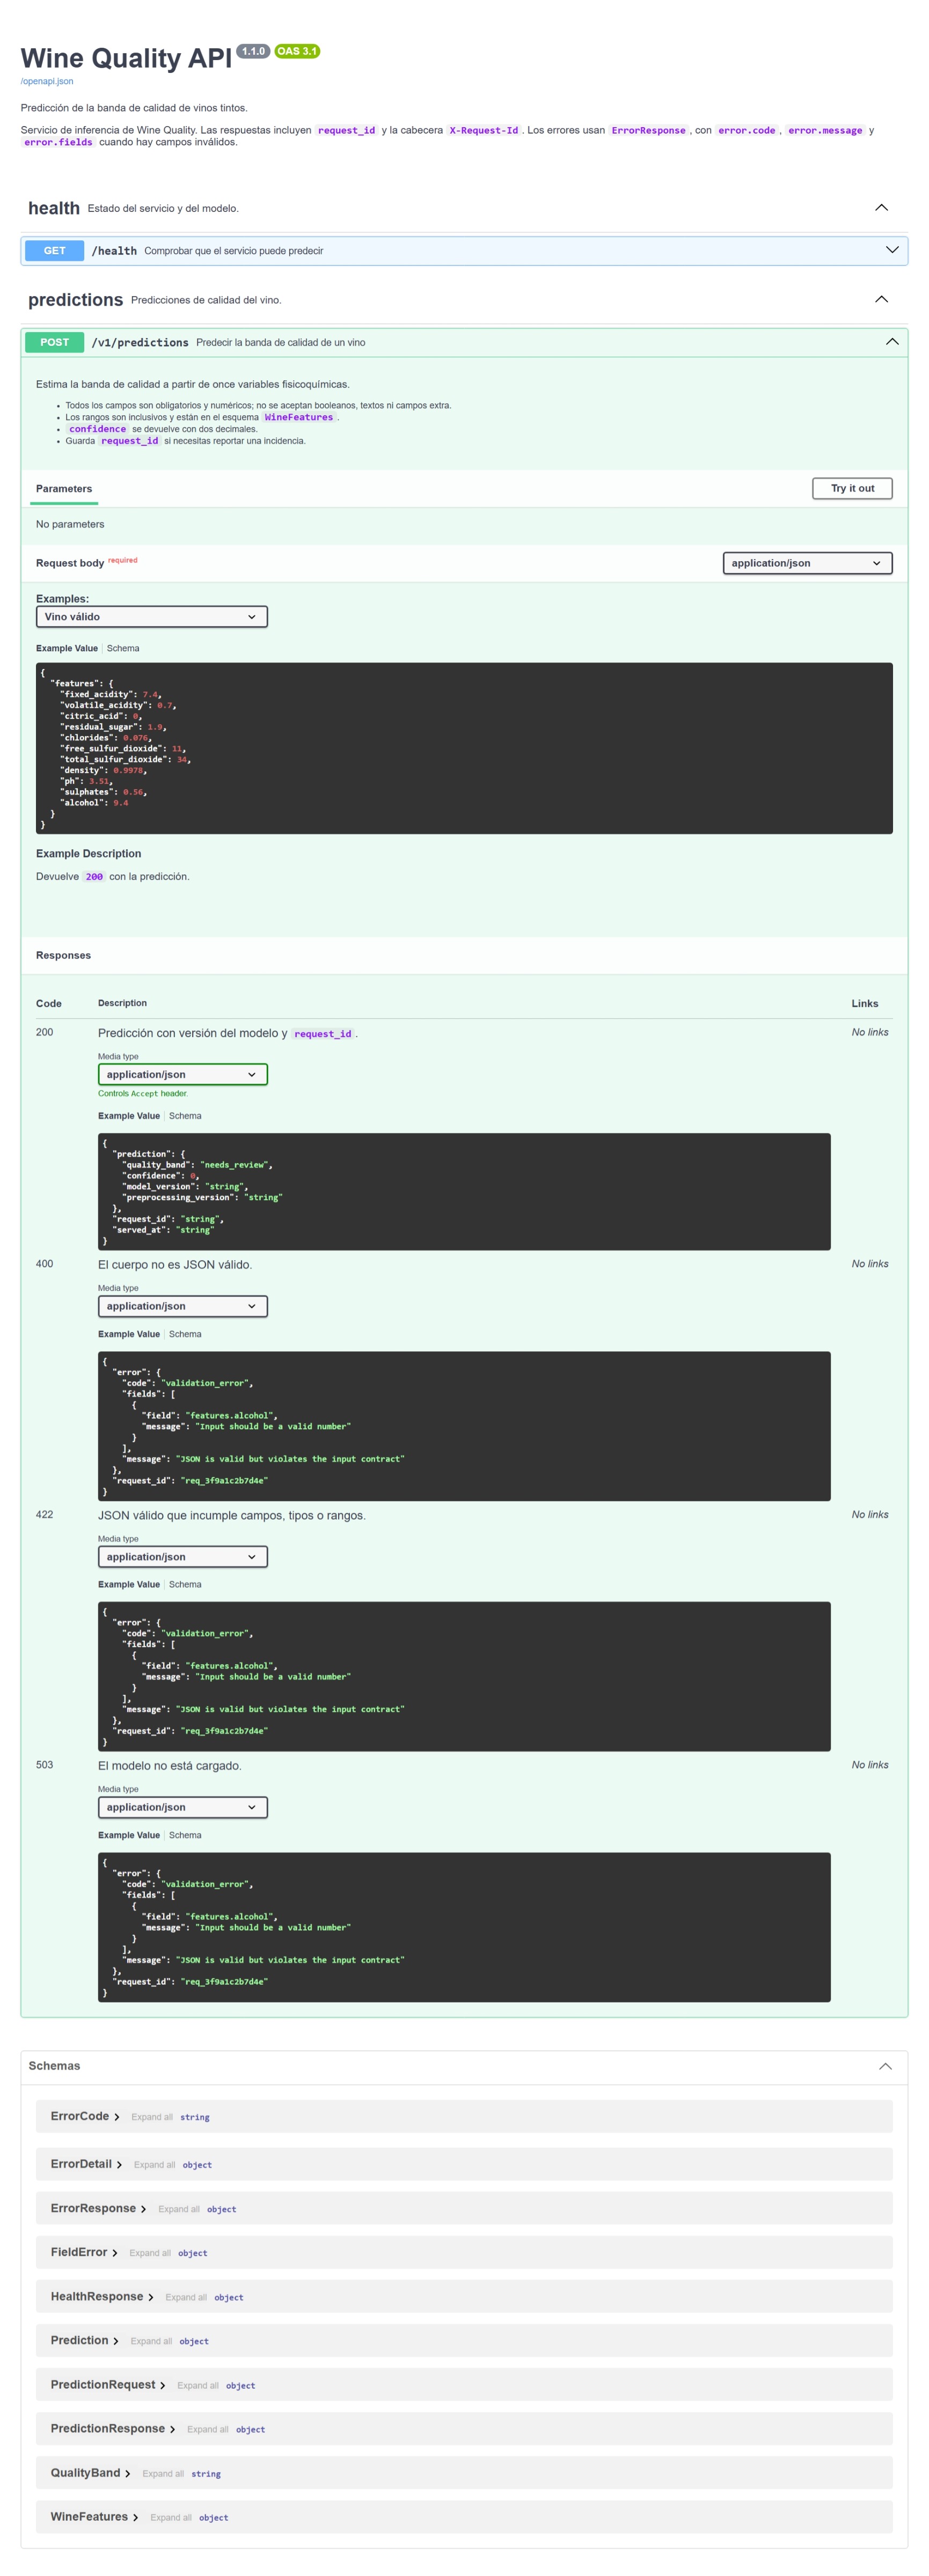 Wine Quality API 1.1.0 OAS 3.1
/openapi.json
Predicción de la banda de calidad de vinos tintos.
Servicio de inferencia de Wine Quality. Las respuestas incluyen request_id y la cabecera X-Request-Id. Los errores usan ErrorResponse, con error.code, error.message y
error.fields cuando hay campos inválidos.
health Estado del servicio y del modelo.
GET /health Comprobar que el servicio puede predecir
predictions Predicciones de calidad del vino.
POST /v1/predictions Predecir la banda de calidad de un vino
Estima la banda de calidad a partir de once variables fisicoquímicas.
• Todos los campos son obligatorios y numéricos; no se aceptan booleanos, textos ni campos extra.
• Los rangos son inclusivos y están en el esquema WineFeatures.
• confidence se devuelve con dos decimales.
• Guarda request_id si necesitas reportar una incidencia.
Parameters Try it out
No parameters
Request body required application/json
Examples:
Vino válido
Example Value | Schema
{
  "features": {
    "fixed_acidity": 7.4,
    "volatile_acidity": 0.7,
    "citric_acid": 0,
    "residual_sugar": 1.9,
    "chlorides": 0.076,
    "free_sulfur_dioxide": 11,
    "total_sulfur_dioxide": 34,
    "density": 0.9978,
    "ph": 3.51,
    "sulphates": 0.56,
    "alcohol": 9.4
  }
}
Example Description
Devuelve 200 con la predicción.
Responses
Code Description Links
200 Predicción con versión del modelo y request_id. No links
Media type
application/json
Controls Accept header.
Example Value | Schema
{
  "prediction": {
    "quality_band": "needs_review",
    "confidence": 0,
    "model_version": "string",
    "preprocessing_version": "string"
  },
  "request_id": "string",
  "served_at": "string"
}
400 El cuerpo no es JSON válido. No links
Media type
application/json
Example Value | Schema
{
  "error": {
    "code": "validation_error",
    "fields": [
      {
        "field": "features.alcohol",
        "message": "Input should be a valid number"
      }
    ],
    "message": "JSON is valid but violates the input contract"
  },
  "request_id": "req_3f9a1c2b7d4e"
}
422 JSON válido que incumple campos, tipos o rangos. No links
Media type
application/json
Example Value | Schema
{
  "error": {
    "code": "validation_error",
    "fields": [
      {
        "field": "features.alcohol",
        "message": "Input should be a valid number"
      }
    ],
    "message": "JSON is valid but violates the input contract"
  },
  "request_id": "req_3f9a1c2b7d4e"
}
503 El modelo no está cargado. No links
Media type
application/json
Example Value | Schema
{
  "error": {
    "code": "validation_error",
    "fields": [
      {
        "field": "features.alcohol",
        "message": "Input should be a valid number"
      }
    ],
    "message": "JSON is valid but violates the input contract"
  },
  "request_id": "req_3f9a1c2b7d4e"
}
Schemas
ErrorCode Expand all string
ErrorDetail Expand all object
ErrorResponse Expand all object
FieldError Expand all object
HealthResponse Expand all object
Prediction Expand all object
PredictionRequest Expand all object
PredictionResponse Expand all object
QualityBand Expand all string
WineFeatures Expand all object